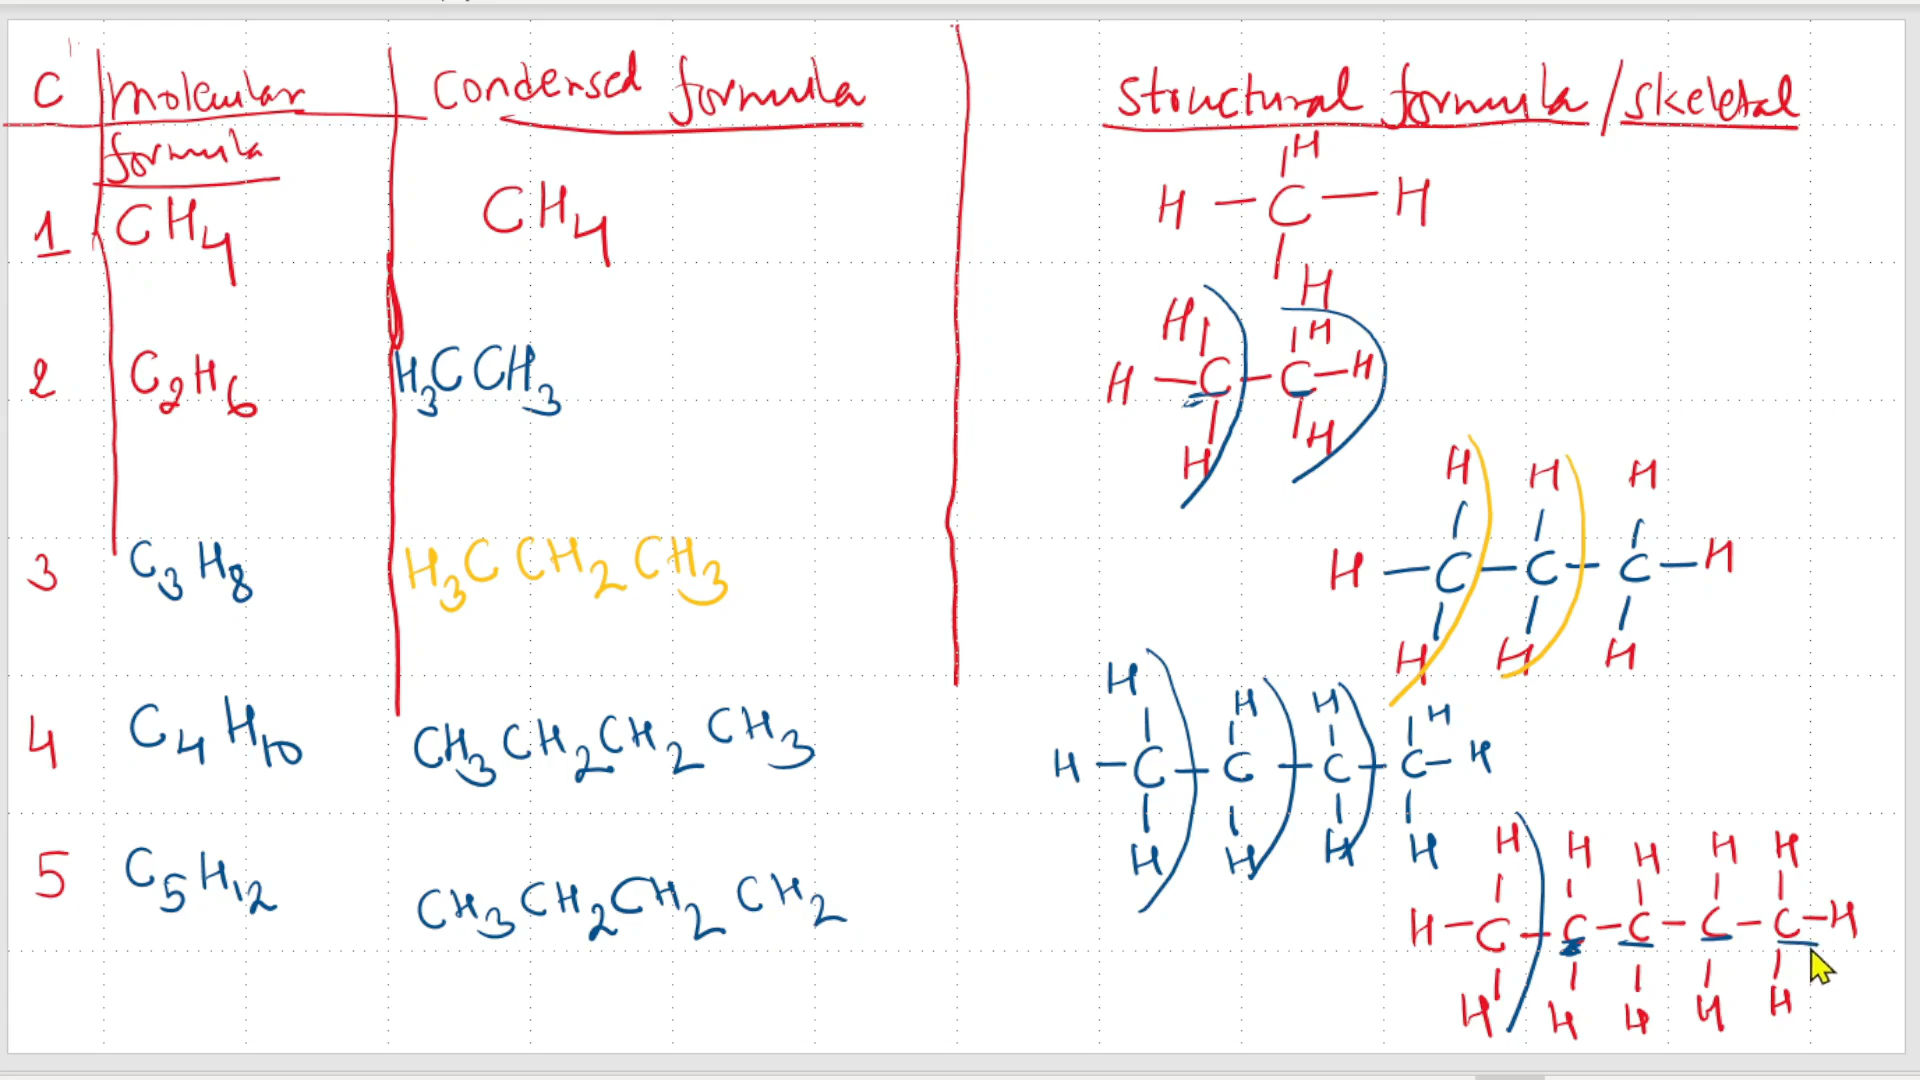 C molecular Condensed formula structural formula / skeletal
formula
1 CH4 CH4
H
H - C - H
H
2 C2H6 H3CCH3
H H
H - C - C - H
H H
3 C3H8 H3CCH2CH3
H H H
H - C - C - C - H
H H H
4 C4H10 CH3CH2CH2CH3
H H H H
H - C - C - C - C - H
H H H H
5 C5H12 CH3CH2CH2CH2
H H H H H
H - C - C - C - C - C - H
H H H H H